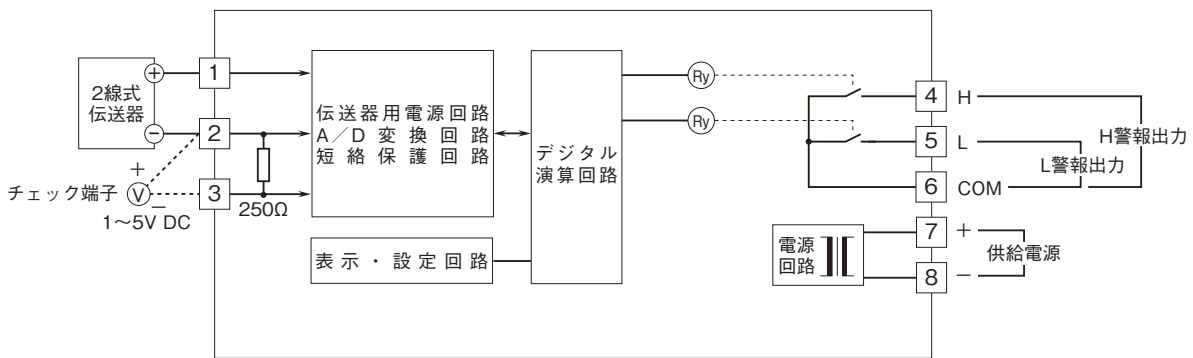 2線式
伝送器
+
−
1
2
3
チェック端子
+
V
−
1～5V DC
250Ω
伝送器用電源回路
A／D変換回路
短絡保護回路
表示・設定回路
デジタル
演算回路
Ry
Ry
4 H
5 L
6 COM
L警報出力
H警報出力
電源
回路
7 +
8 −
供給電源